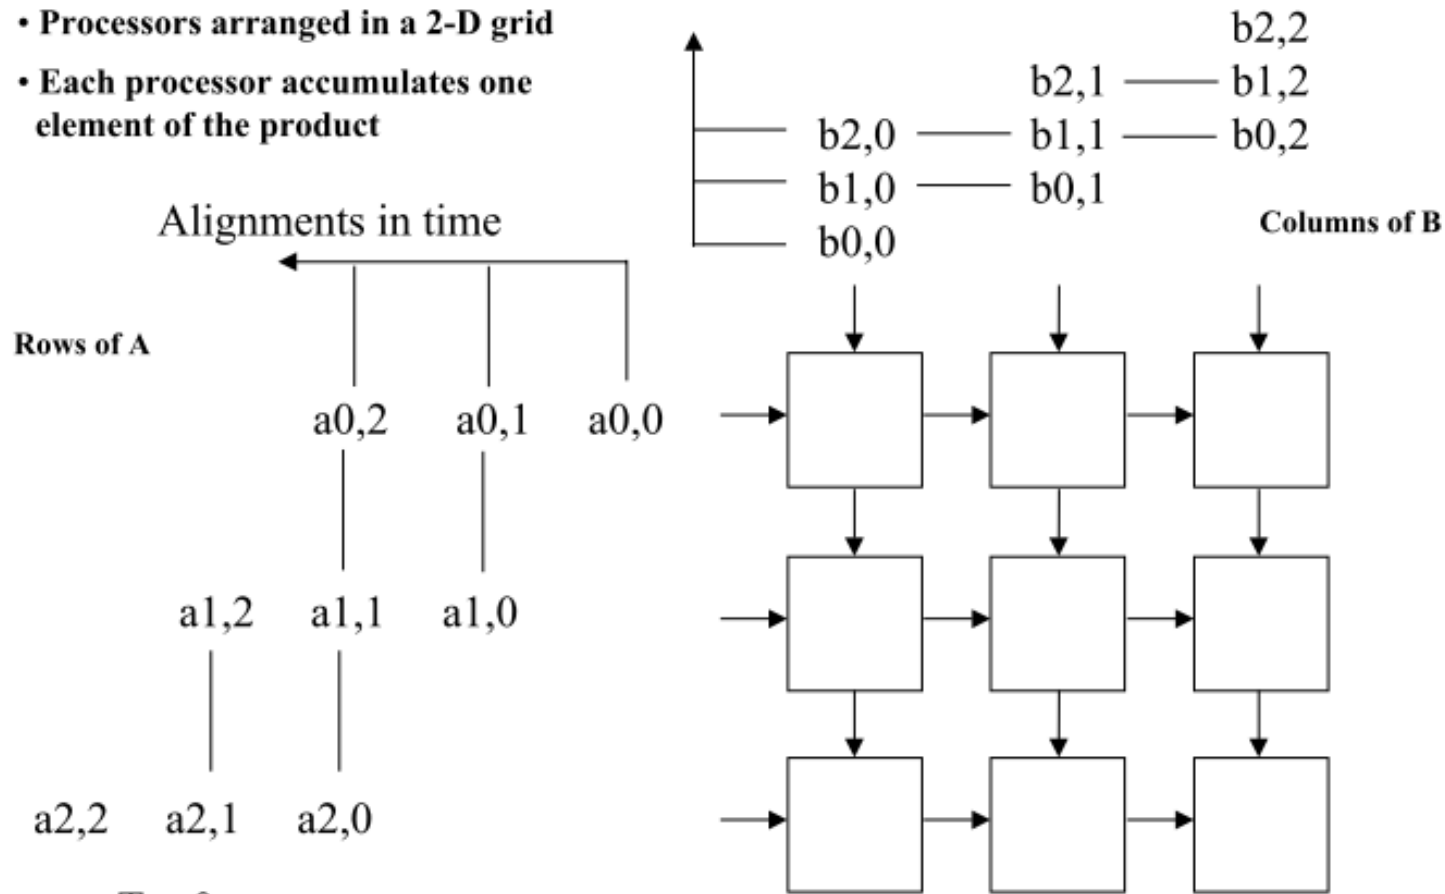 • Processors arranged in a 2-D grid
• Each processor accumulates one
element of the product
b2,2
b2,1 b1,2
b2,0 b1,1 b0,2
b1,0 b0,1
b0,0
Columns of B
Alignments in time
Rows of A
a0,2 a0,1 a0,0
a1,2 a1,1 a1,0
a2,2 a2,1 a2,0